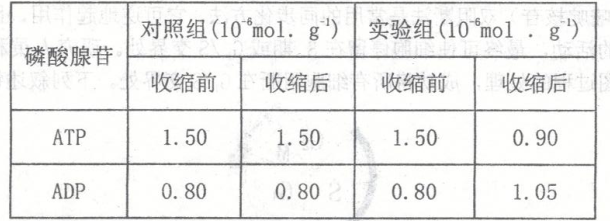 磷酸腺苷 对照组(10⁻⁶mol. g⁻¹) 实验组(10⁻⁶mol. g⁻¹)
收缩前 收缩后 收缩前 收缩后
ATP 1.50 1.50 1.50 0.90
ADP 0.80 0.80 0.80 1.05